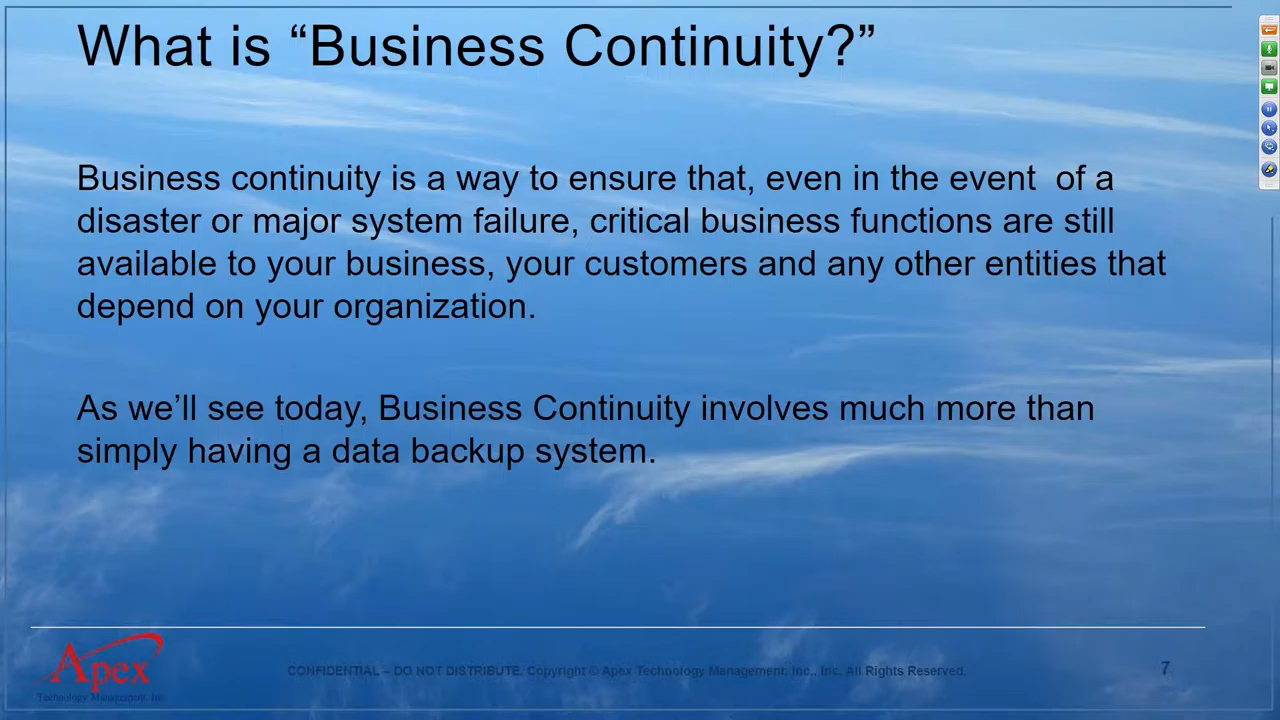 What is “Business Continuity?”
Business continuity is a way to ensure that, even in the event  of a
disaster or major system failure, critical business functions are still
available to your business, your customers and any other entities that
depend on your organization.
As we’ll see today, Business Continuity involves much more than
simply having a data backup system.
Apex
Technology Management, Inc.
CONFIDENTIAL – DO NOT DISTRIBUTE. Copyright © Apex Technology Management, Inc., Inc. All Rights Reserved.
7